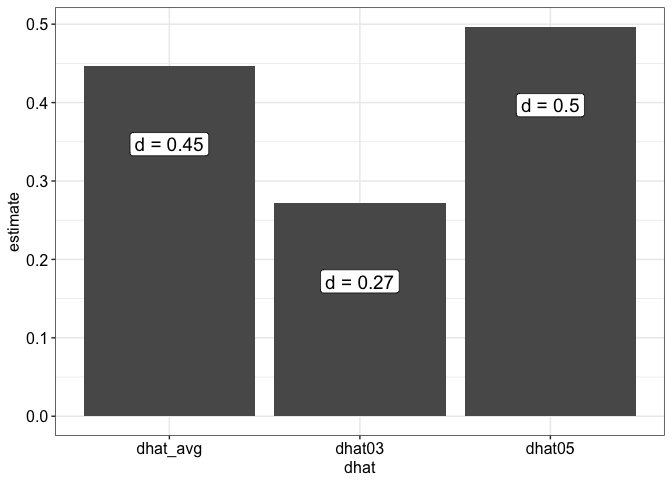 estimate
0.5
0.4
0.3
0.2
0.1
0.0
d = 0.45
d = 0.27
d = 0.5
dhat_avg
dhat03
dhat05
dhat